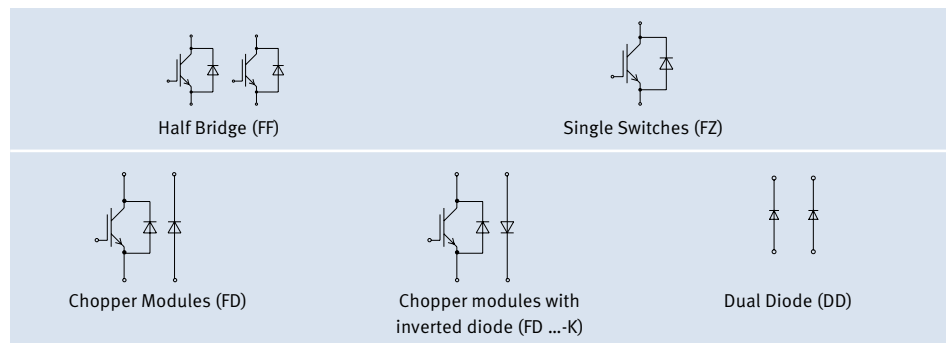 Half Bridge (FF)
Single Switches (FZ)
Chopper Modules (FD)
Chopper modules with
inverted diode (FD ...-K)
Dual Diode (DD)